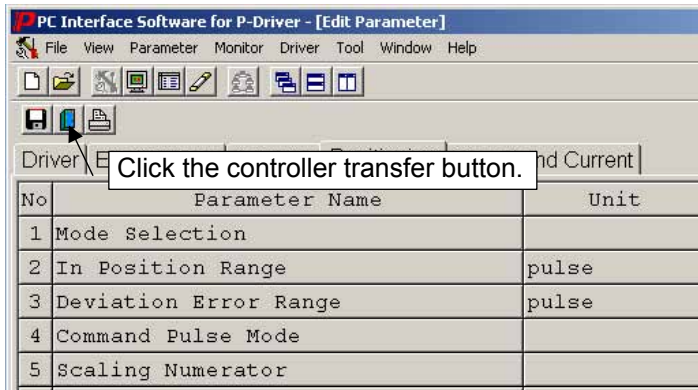 PC Interface Software for P-Driver - [Edit Parameter]
File View Parameter Monitor Driver Tool Window Help
Driver
nd Current
Click the controller transfer button.
No Parameter Name Unit
1 Mode Selection
2 In Position Range pulse
3 Deviation Error Range pulse
4 Command Pulse Mode
5 Scaling Numerator